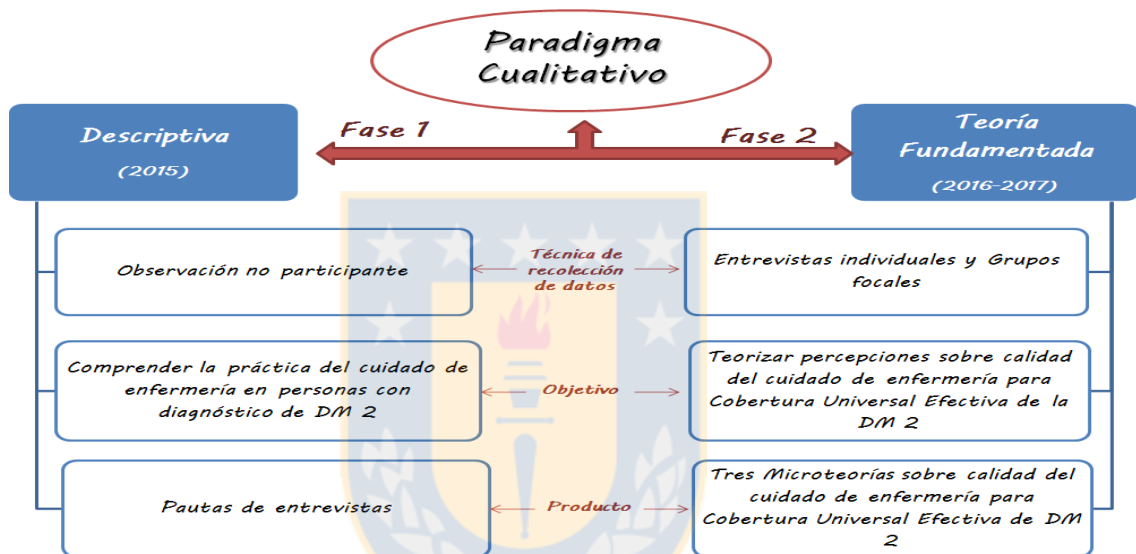 Paradigma
Cualitativo
Descriptiva
(2015)
Fase 1
Fase 2
Teoría
Fundamentada
(2016-2017)
Observación no participante
Técnica de
recolección
de datos
Entrevistas individuales y Grupos
focales
Comprender la práctica del cuidado de
enfermería en personas con
diagnóstico de DM 2
Objetivo
Teorizar percepciones sobre calidad
del cuidado de enfermería para
Cobertura Universal Efectiva de la
DM 2
Pautas de entrevistas
Producto
Tres Microteorías sobre calidad del
cuidado de enfermería para
Cobertura Universal Efectiva de DM
2